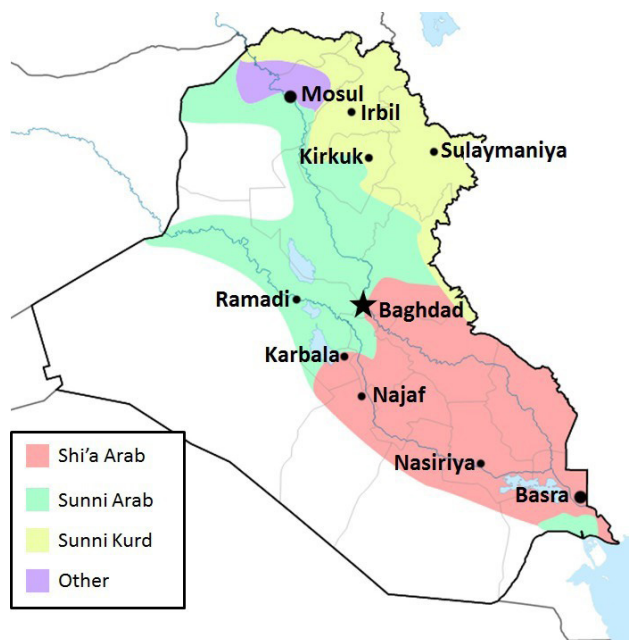 Mosul
Irbil
Kirkuk
Sulaymaniya
Ramadi
Baghdad
Karbala
Najaf
Nasiriya
Basra
Shi'a Arab
Sunni Arab
Sunni Kurd
Other